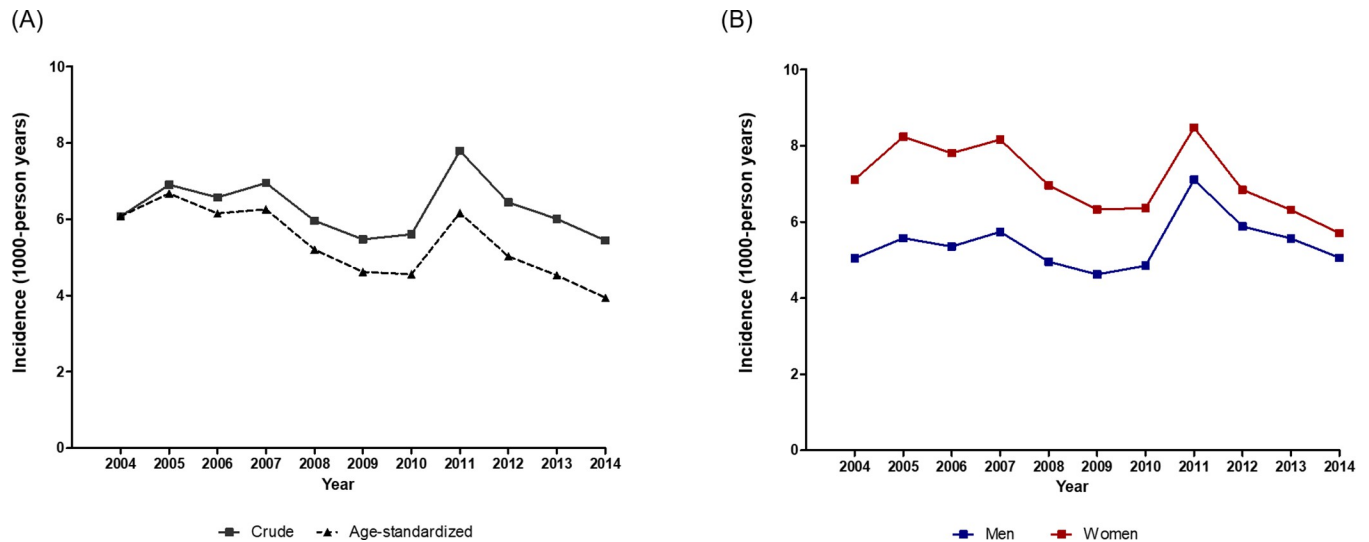 (A)
Incidence (1000-person years)
10
8
6
4
2
0
2004 2005 2006 2007 2008 2009 2010 2011 2012 2013 2014
Year
Crude Age-standardized
(B)
Incidence (1000-person years)
10
8
6
4
2
0
2004 2005 2006 2007 2008 2009 2010 2011 2012 2013 2014
Year
Men Women